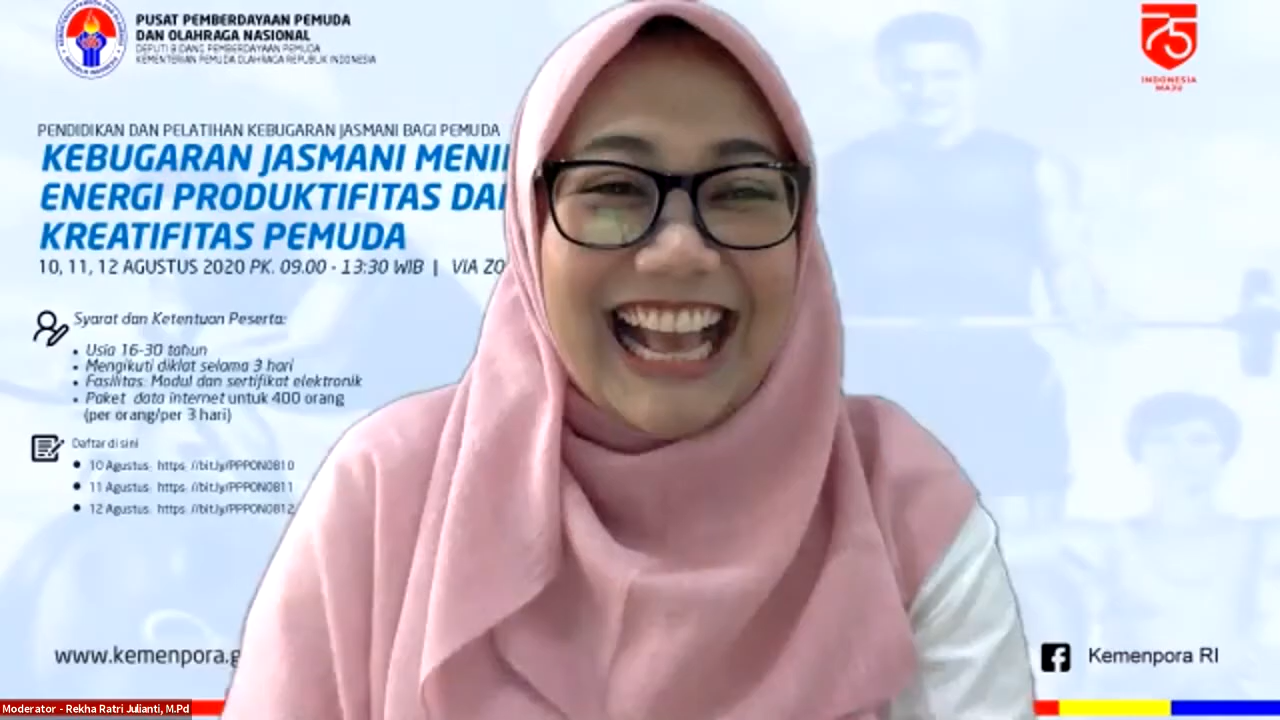 PUSAT PEMBERDAYAAN PEMUDA
DAN OLAHRAGA NASIONAL
DEPUTI BIDANG PEMBERDAYAAN PEMUDA
KEMENTERIAN PEMUDA OLAHRAGA REPUBLIK INDONESIA
75
INDONESIA
MAJU
PENDIDIKAN DAN PELATIHAN KEBUGARAN JASMANI BAGI PEMUDA
KEBUGARAN JASMANI
ENERGI PRODUKTIFITAS
KREATIFITAS PEMUDA
10, 11, 12 AGUSTUS 2020 PK. 09.00 - 13:30 WIB | VIA
Syarat dan Ketentuan Peserta:
• Usia 16-30 tahun
• Mengikuti diklat selama 3 hari
• Fasilitas: Modul dan sertifikat elektronik
• Paket data internet untuk 400 orang
(per orang/per 3 hari)
Daftar di sini
• 10 Agustus: https://bit.ly/PPPON0810
• 11 Agustus: https://bit.ly/PPPON0811
• 12 Agustus: https://bit.ly/PPPON0812
www.kemenpora.g
Kemenpora RI
Moderator - Rekha Ratri Julianti, M.Pd